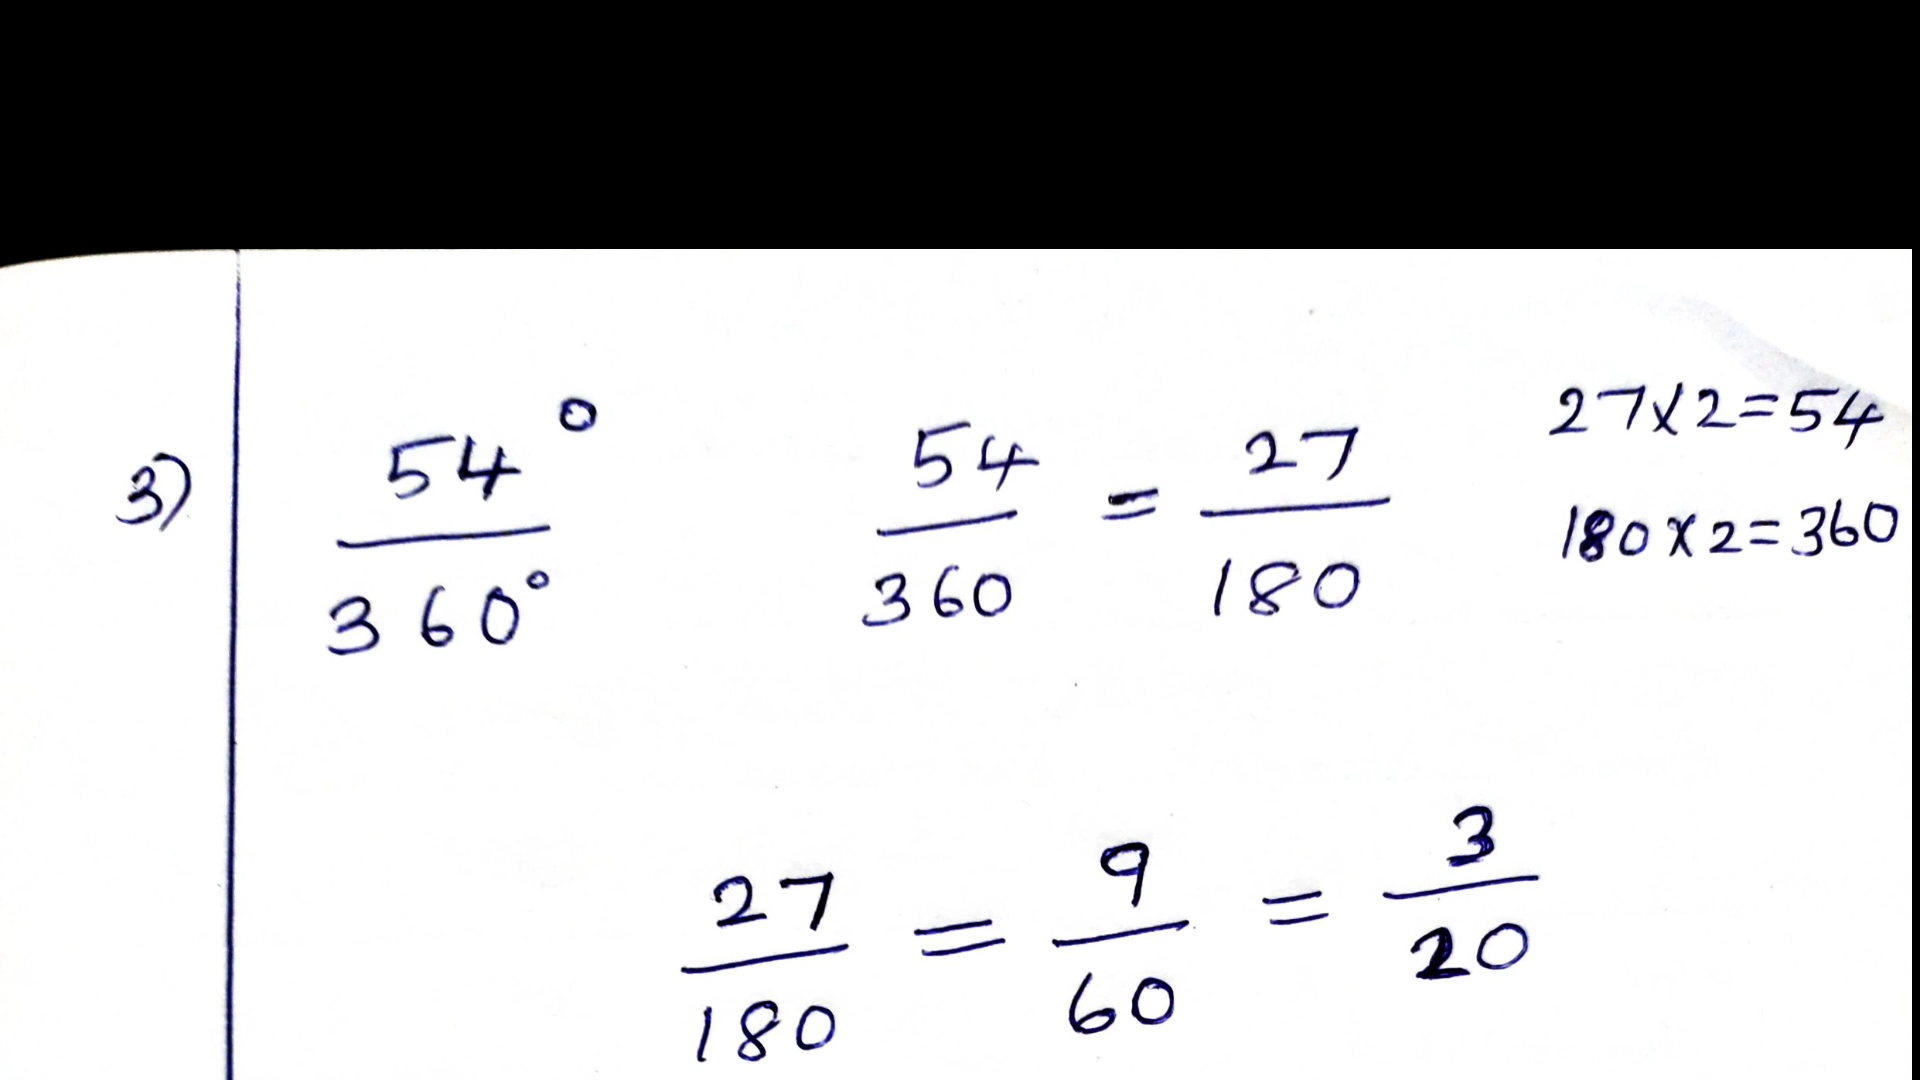 3) 54°/360° 54/360 = 27/180 27x2=54
180x2=360
27/180 = 9/60 = 3/20